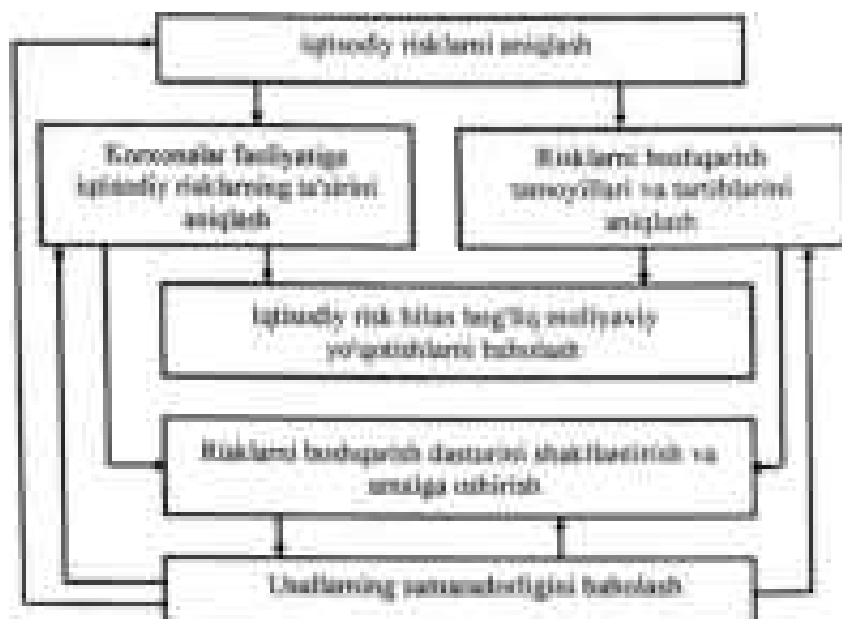 Iqtisodiy risklarni aniqlash
Korxonalar faoliyatiga
iqtisodiy risklarning ta'sirini
aniqlash
Risklarni boshqarish
tamoyillari va tartiblarini
aniqlash
Iqtisodiy risk bilan bog'liq moliyaviy
yo'qotishlarni baholash
Risklarni boshqarish dasturini shakllantirish va
amalga oshirish
Usullarning samaradorligini baholash